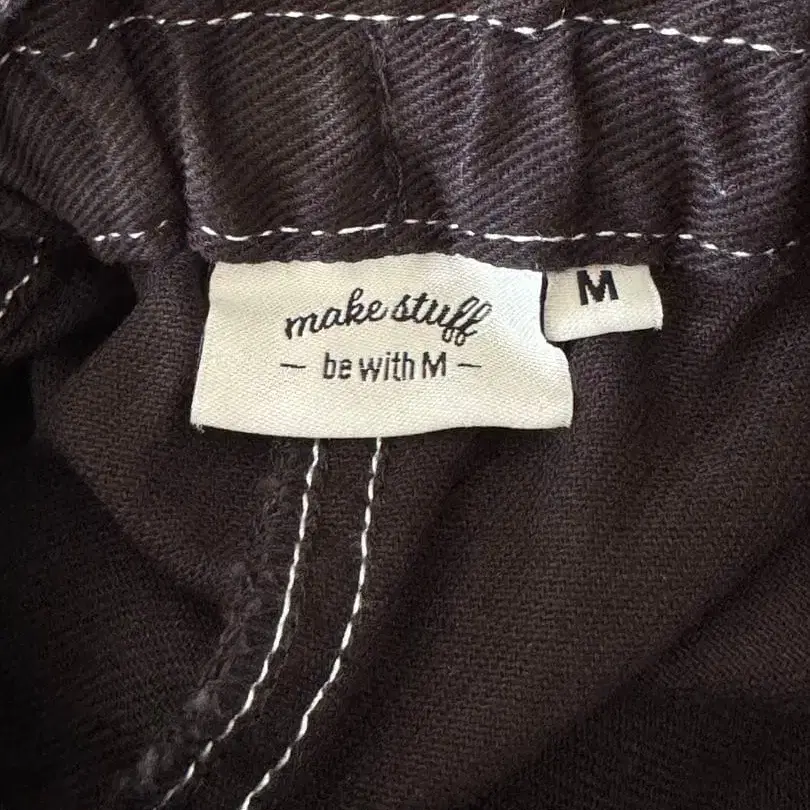 make stuff
- be with M -
M